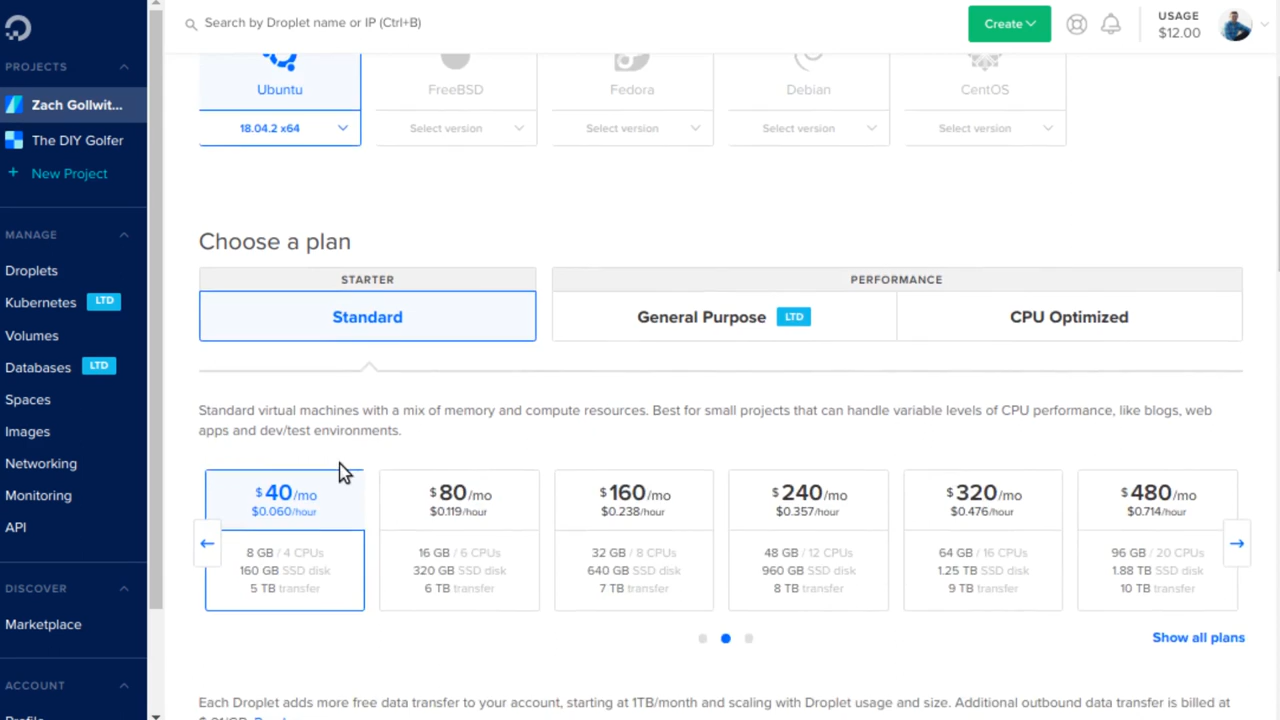 Search by Droplet name or IP (Ctrl+B)
Create
USAGE
$12.00
PROJECTS
Zach Gollwit...
The DIY Golfer
+ New Project
MANAGE
Droplets
Kubernetes LTD
Volumes
Databases LTD
Spaces
Images
Networking
Monitoring
API
DISCOVER
Marketplace
ACCOUNT
Ubuntu
18.04.2 x64
FreeBSD
Select version
Fedora
Select version
Debian
Select version
CentOS
Select version
Choose a plan
STARTER
Standard
PERFORMANCE
General Purpose LTD
CPU Optimized
Standard virtual machines with a mix of memory and compute resources. Best for small projects that can handle variable levels of CPU performance, like blogs, web
apps and dev/test environments.
$40/mo
$0.060/hour
8 GB / 4 CPUs
160 GB SSD disk
5 TB transfer
$80/mo
$0.119/hour
16 GB / 6 CPUs
320 GB SSD disk
6 TB transfer
$160/mo
$0.238/hour
32 GB / 8 CPUs
640 GB SSD disk
7 TB transfer
$240/mo
$0.357/hour
48 GB / 12 CPUs
960 GB SSD disk
8 TB transfer
$320/mo
$0.476/hour
64 GB / 16 CPUs
1.25 TB SSD disk
9 TB transfer
$480/mo
$0.714/hour
96 GB / 20 CPUs
1.88 TB SSD disk
10 TB transfer
Show all plans
Each Droplet adds more free data transfer to your account, starting at 1TB/month and scaling with Droplet usage and size. Additional outbound data transfer is billed at